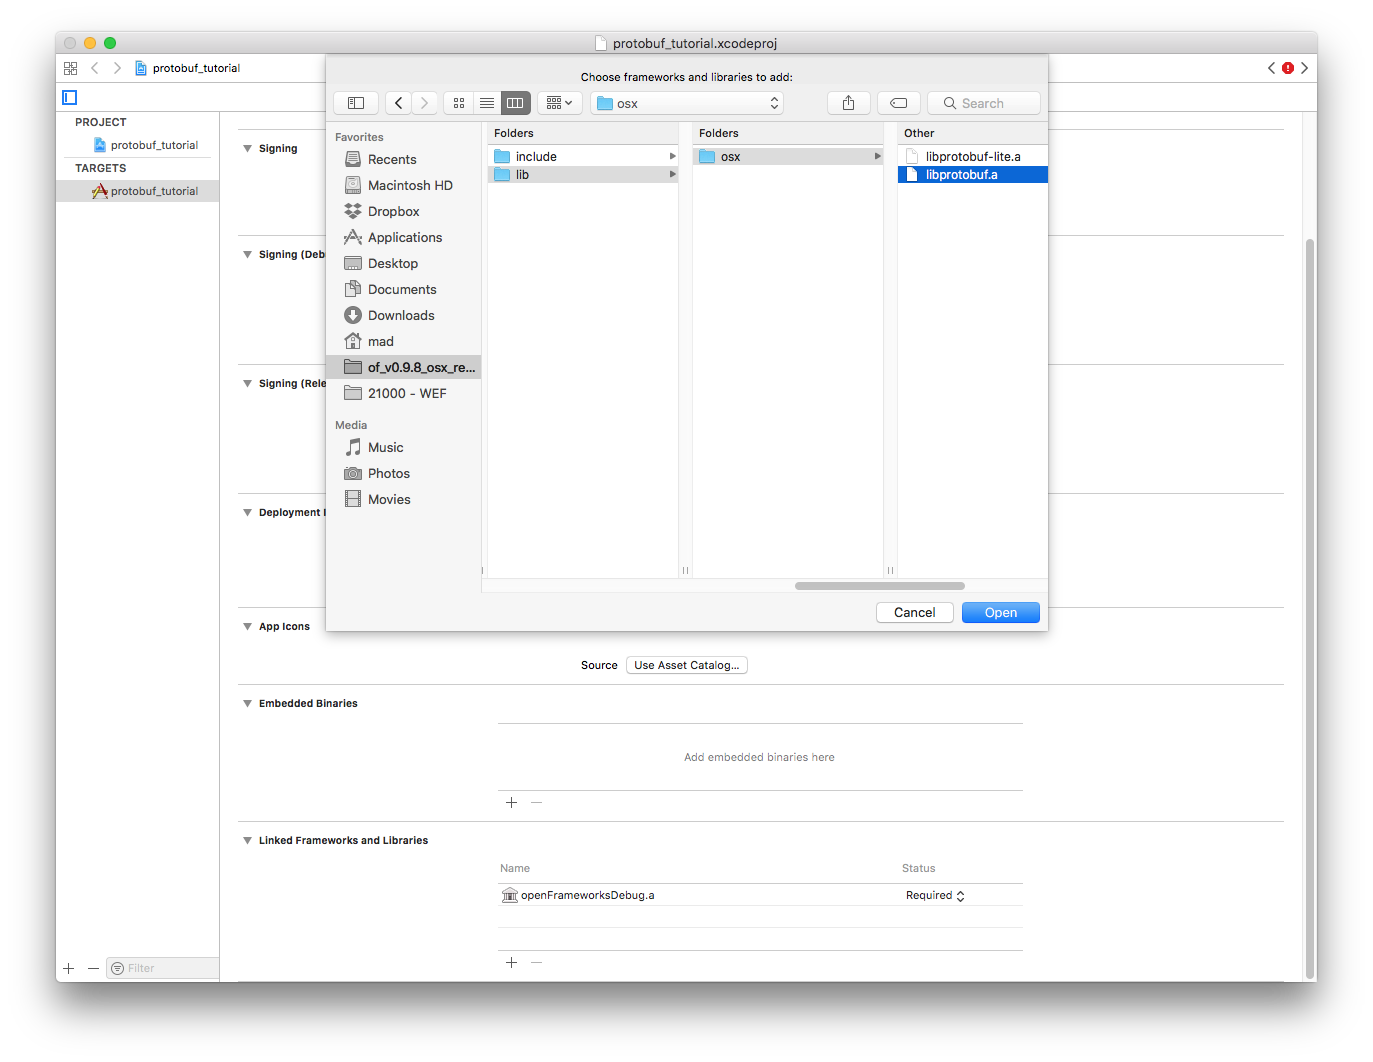 protobuf_tutorial.xcodeproj
protobuf_tutorial
Choose frameworks and libraries to add:
osx
Search
PROJECT
protobuf_tutorial
TARGETS
protobuf_tutorial
Filter
Favorites
Recents
Macintosh HD
Dropbox
Applications
Desktop
Documents
Downloads
mad
of_v0.9.8_osx_re...
21000 - WEF
Media
Music
Photos
Movies
Folders
include
lib
Folders
osx
Other
libprotobuf-lite.a
libprotobuf.a
Cancel
Open
Signing
Signing (Deb
Signing (Rele
Deployment
App Icons
Source
Use Asset Catalog...
Embedded Binaries
Add embedded binaries here
Linked Frameworks and Libraries
Name
Status
openFrameworksDebug.a
Required